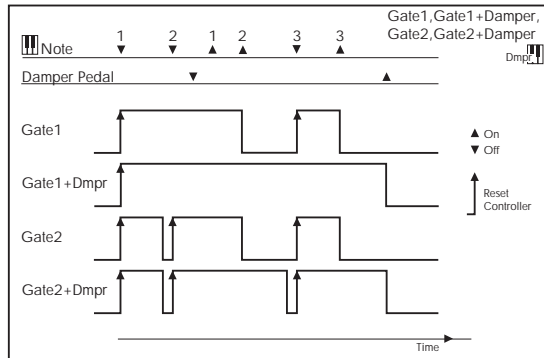 Gate1,Gate1+Damper,
Gate2,Gate2+Damper
1 2 1 2 3 3
Note
Dmpr
Damper Pedal
Gate1
▲ On
▼ Off
Gate1+Dmpr
Reset
Controller
Gate2
Gate2+Dmpr
Time